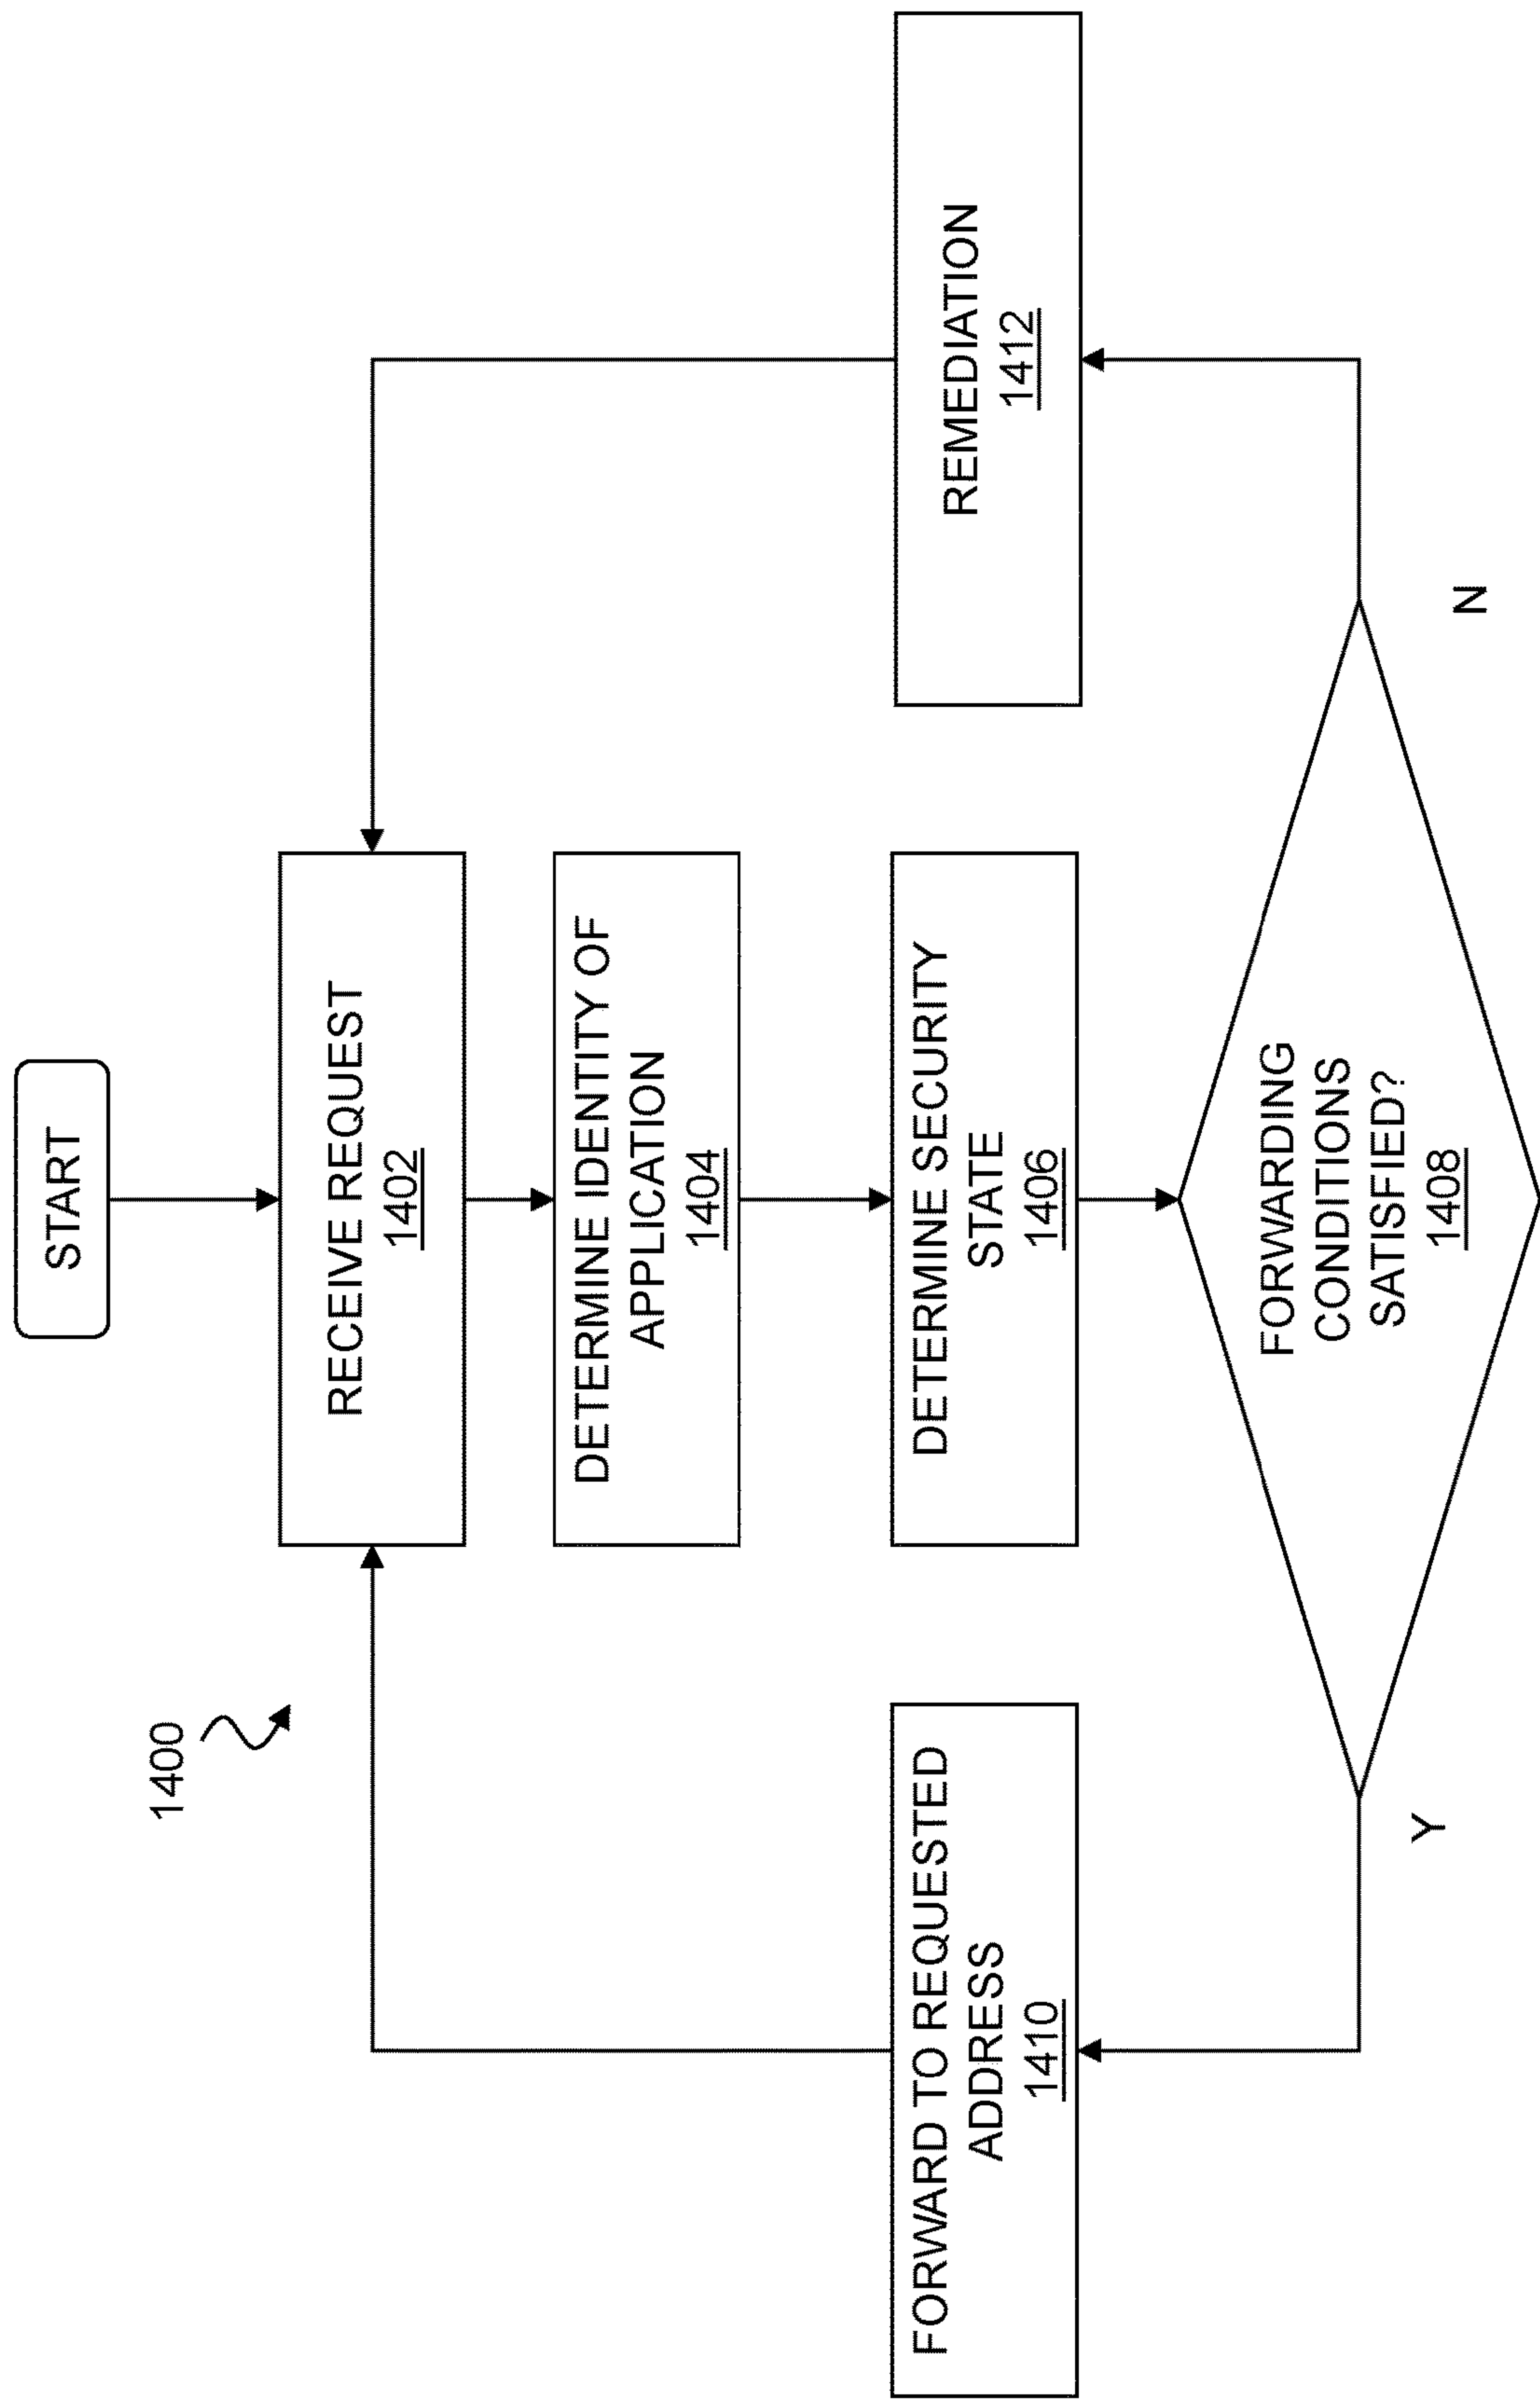 1400
START
RECEIVE REQUEST
1402
DETERMINE IDENTITY OF
APPLICATION
1404
DETERMINE SECURITY
STATE
1406
FORWARDING
CONDITIONS
SATISFIED?
1408
Y
N
FORWARD TO REQUESTED
ADDRESS
1410
REMEDIATION
1412